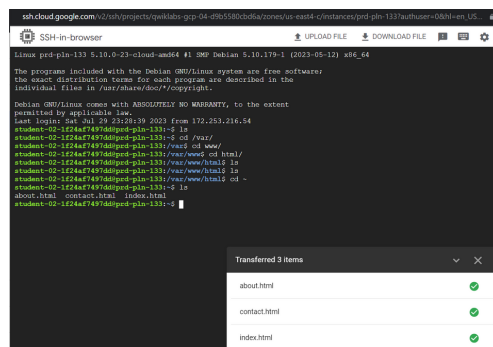 ssh.cloud.google.com/v2/ssh/projects/qwiklabs-gcp-04-d9b5580cbd6a/zones/us-east4-c/instances/prd-pln-133?authuser=0&hl=en_US...
SSH-in-browser
UPLOAD FILE
DOWNLOAD FILE
Linux prd-pln-133 5.10.0-23-cloud-amd64 #1 SMP Debian 5.10.179-1 (2023-05-12) x86_64
The programs included with the Debian GNU/Linux system are free software;
the exact distribution terms for each program are described in the
individual files in /usr/share/doc/*/copyright.
Debian GNU/Linux comes with ABSOLUTELY NO WARRANTY, to the extent
permitted by applicable law.
Last login: Sat Jul 29 23:28:39 2023 from 172.253.216.54
student-02-1f24af7497dd@prd-pln-133:~$ ls
student-02-1f24af7497dd@prd-pln-133:~$ cd /var/
student-02-1f24af7497dd@prd-pln-133:/var$ cd www/
student-02-1f24af7497dd@prd-pln-133:/var/www$ cd html/
student-02-1f24af7497dd@prd-pln-133:/var/www/html$ ls
student-02-1f24af7497dd@prd-pln-133:/var/www/html$ ls
student-02-1f24af7497dd@prd-pln-133:/var/www/html$ cd ~
student-02-1f24af7497dd@prd-pln-133:~$ ls
about.html  contact.html  index.html
student-02-1f24af7497dd@prd-pln-133:~$
Transferred 3 items
about.html
contact.html
index.html